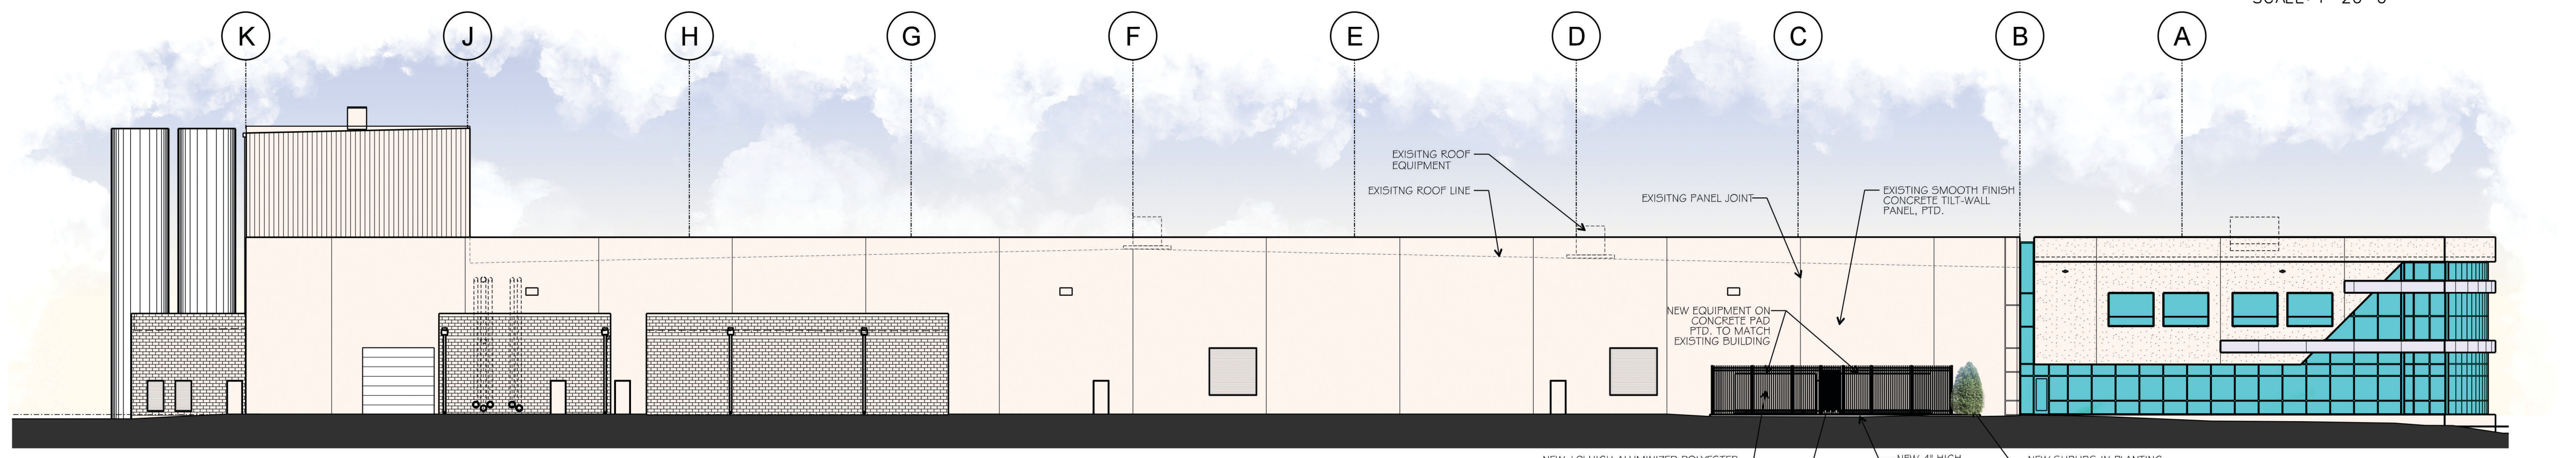 K J H G F E D C B A
EXISITNG ROOF
EQUIPMENT
EXISITNG ROOF LINE
EXISITNG PANEL JOINT
EXISTING SMOOTH FINISH
CONCRETE TILT-WALL
PANEL, PTD.
NEW EQUIPMENT ON
CONCRETE PAD
PTD. TO MATCH
EXISTING BUILDING